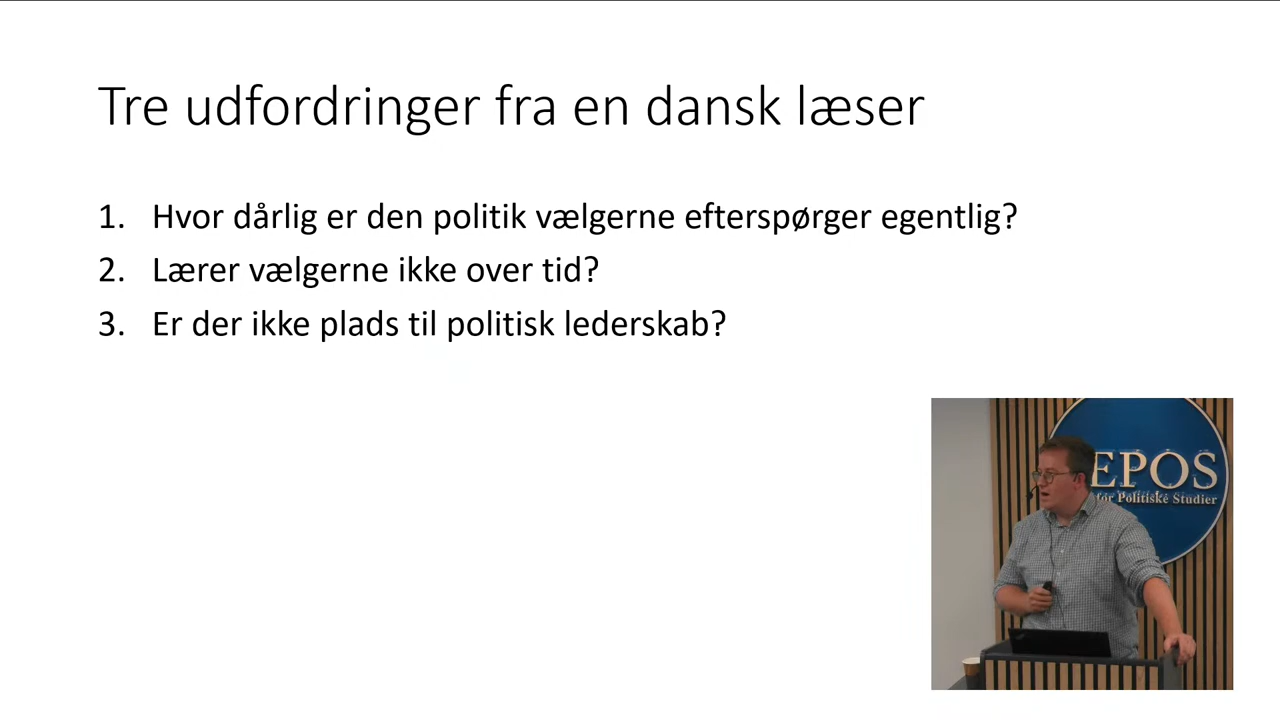 Tre udfordringer fra en dansk læser
1. Hvor dårlig er den politik vælgerne efterspørger egentlig?
2. Lærer vælgerne ikke over tid?
3. Er der ikke plads til politisk lederskab?
EPOS
for Politiske Studier